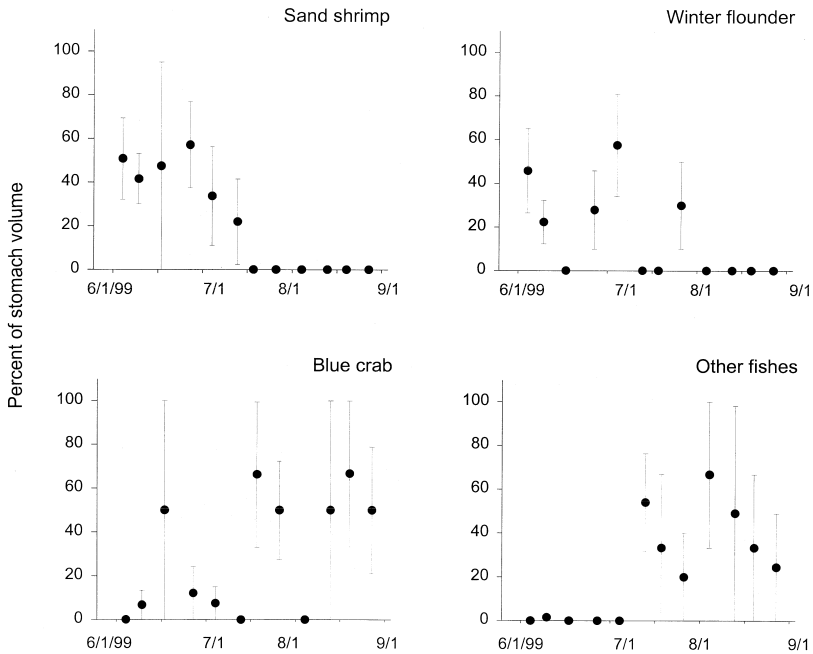 Sand shrimp
Winter flounder
Percent of stomach volume
100
80
60
40
20
0
6/1/99 7/1 8/1 9/1
100
80
60
40
20
0
6/1/99 7/1 8/1 9/1
Blue crab
Other fishes
100
80
60
40
20
0
6/1/99 7/1 8/1 9/1
100
80
60
40
20
0
6/1/99 7/1 8/1 9/1